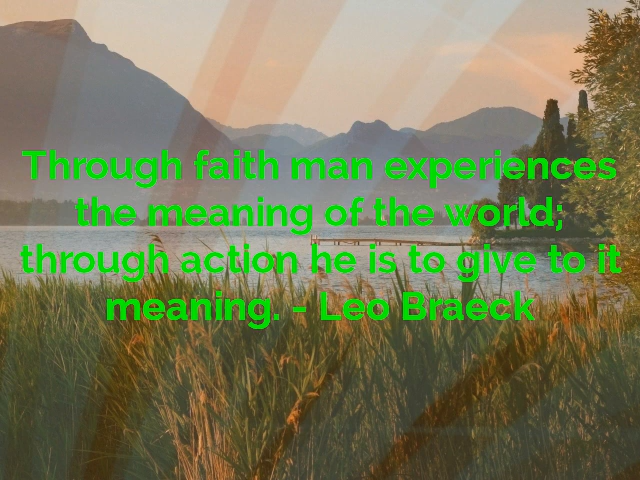 Through faith man experiences
the meaning of the world;
through action he is to give to it
meaning. - Leo Braeck